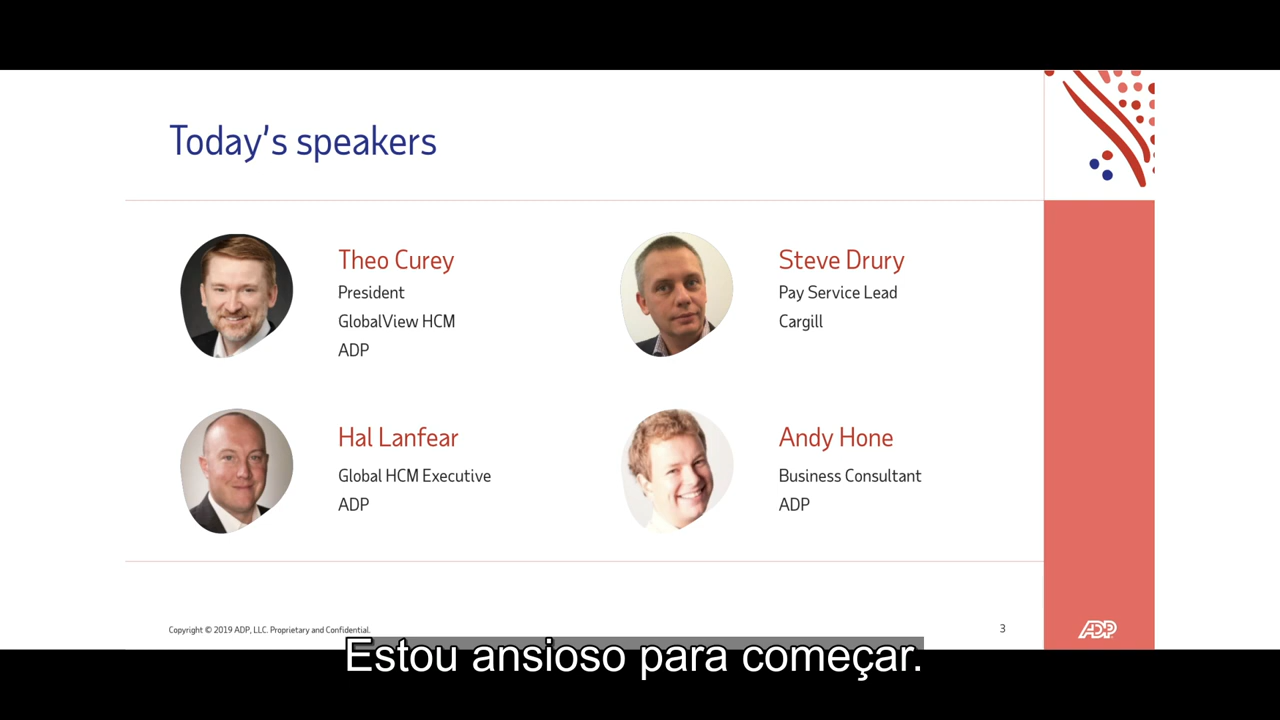 Today's speakers
Theo Curey
President
GlobalView HCM
ADP
Steve Drury
Pay Service Lead
Cargill
Hal Lanfear
Global HCM Executive
ADP
Andy Hone
Business Consultant
ADP
Copyright © 2019 ADP, LLC. Proprietary and Confidential.
3
ADP
Estou ansioso para começar.